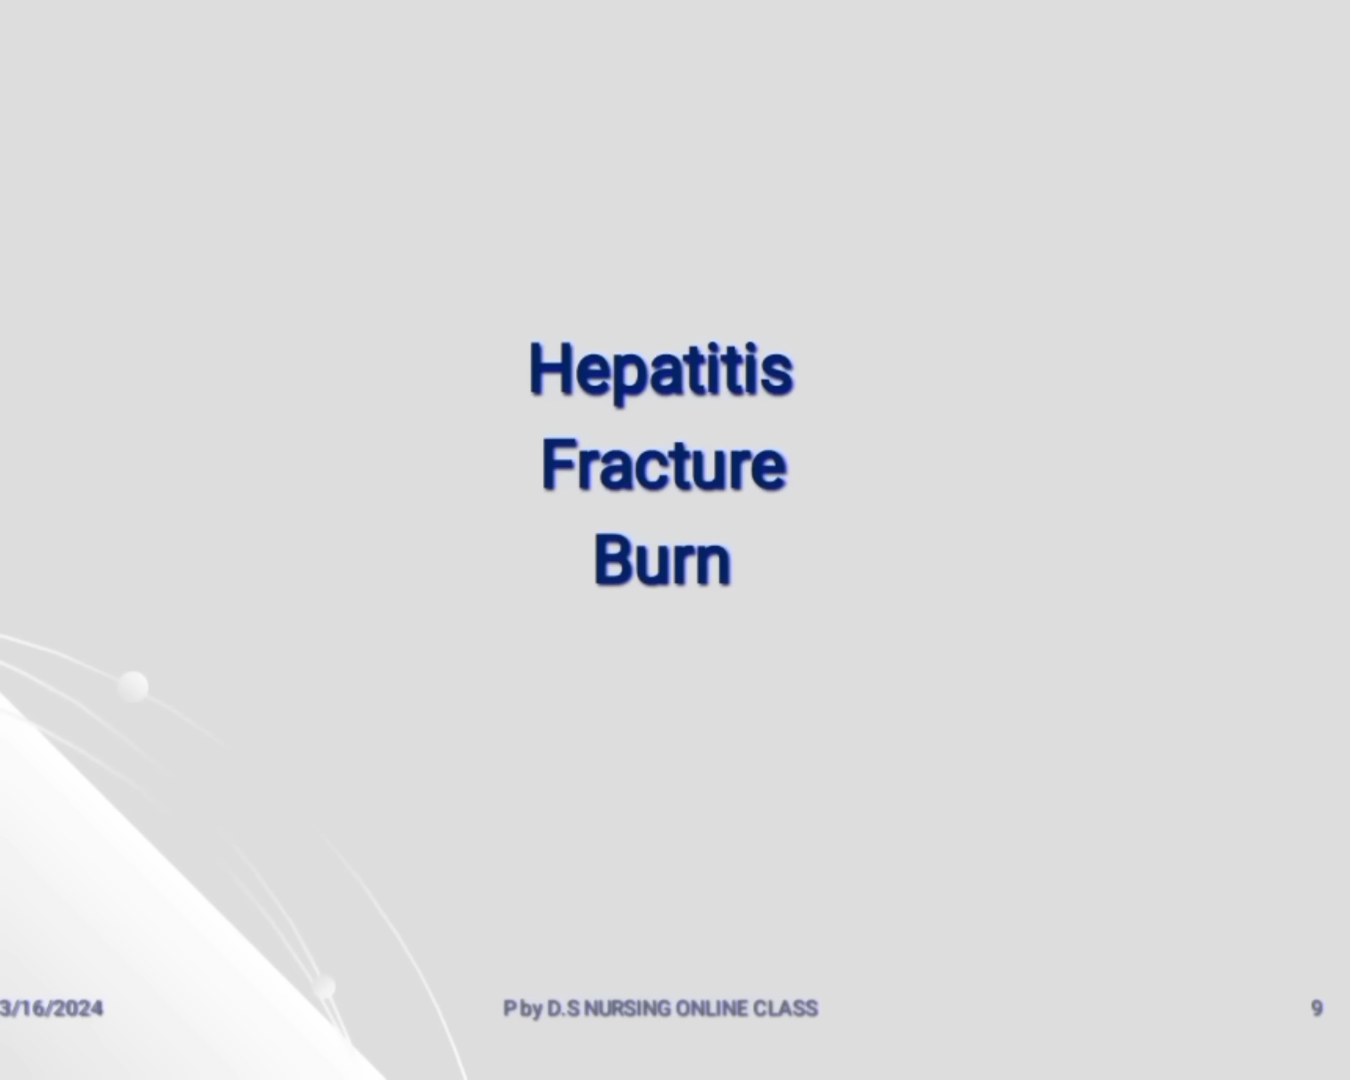 Hepatitis
Fracture
Burn
3/16/2024
P by D.S NURSING ONLINE CLASS
9